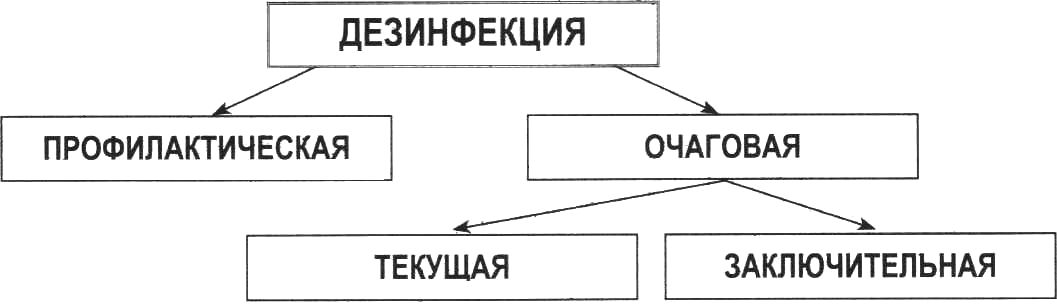 ДЕЗИНФЕКЦИЯ
ПРОФИЛАКТИЧЕСКАЯ
ОЧАГОВАЯ
ТЕКУЩАЯ
ЗАКЛЮЧИТЕЛЬНАЯ